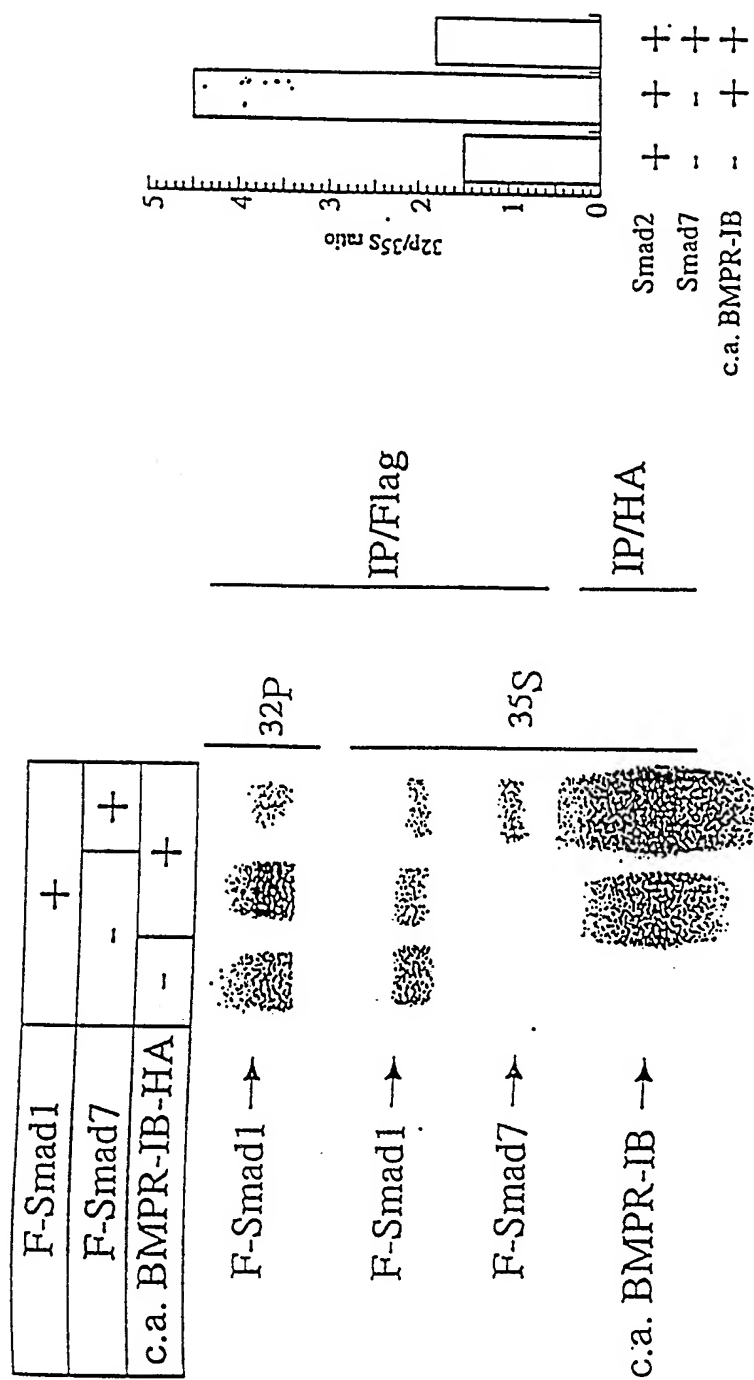 F-Smad1 +
F-Smad7 - +
c.a. BMPR-IB-HA - +
F-Smad1 → 32P
F-Smad1 → 35S
F-Smad7 →
c.a. BMPR-IB →
IP/Flag
IP/HA
32p/35S ratio
5
4
3
2
1
0
Smad2 + + +
Smad7 - - +
c.a. BMPR-IB - + +